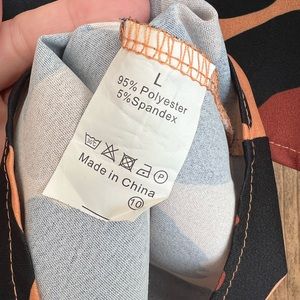 L
95% Polyester
5%Spandex
P
Made in China
10